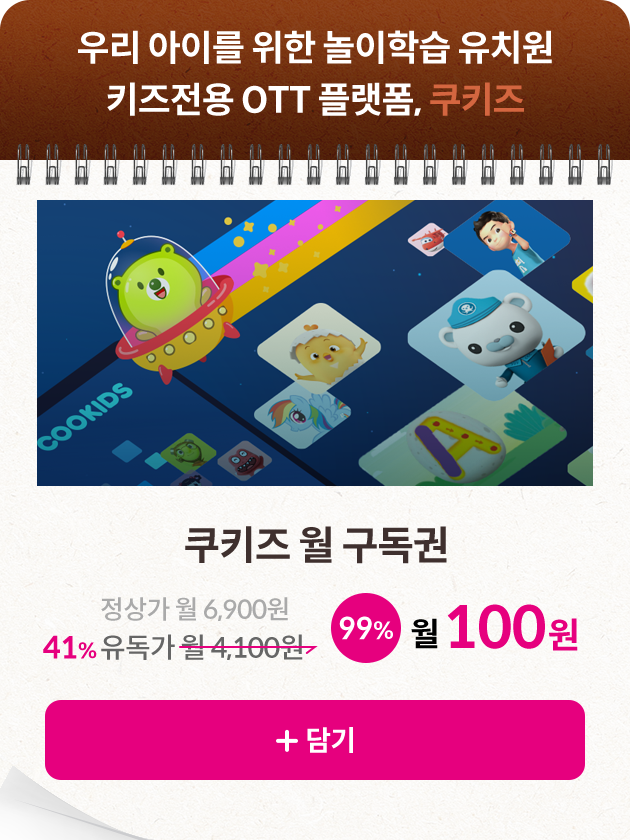 우리 아이를 위한 놀이학습 유치원
키즈전용 OTT 플랫폼, 쿠키즈
COOKIDS
A
쿠키즈 월 구독권
정상가 월 6,900원
41% 유독가 월 4,100원
99% 월 100원
+ 담기